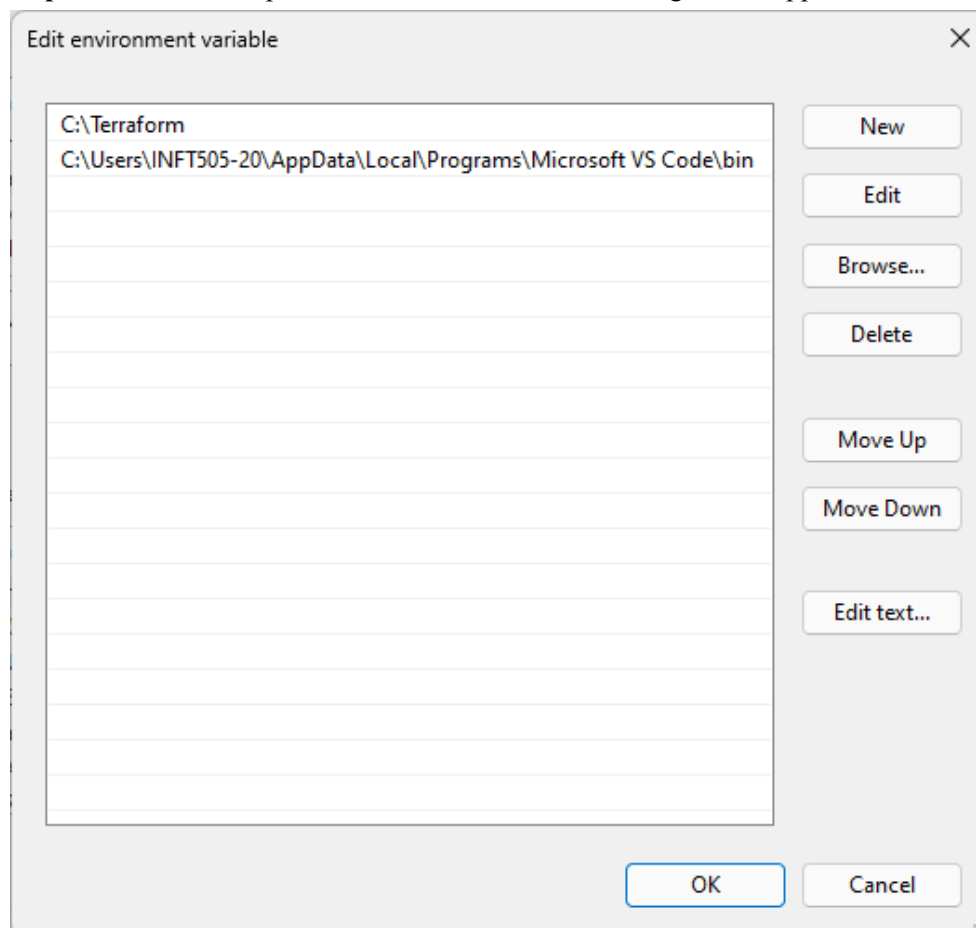 Edit environment variable
C:\Terraform
C:\Users\INFT505-20\AppData\Local\Programs\Microsoft VS Code\bin
New
Edit
Browse...
Delete
Move Up
Move Down
Edit text...
OK
Cancel